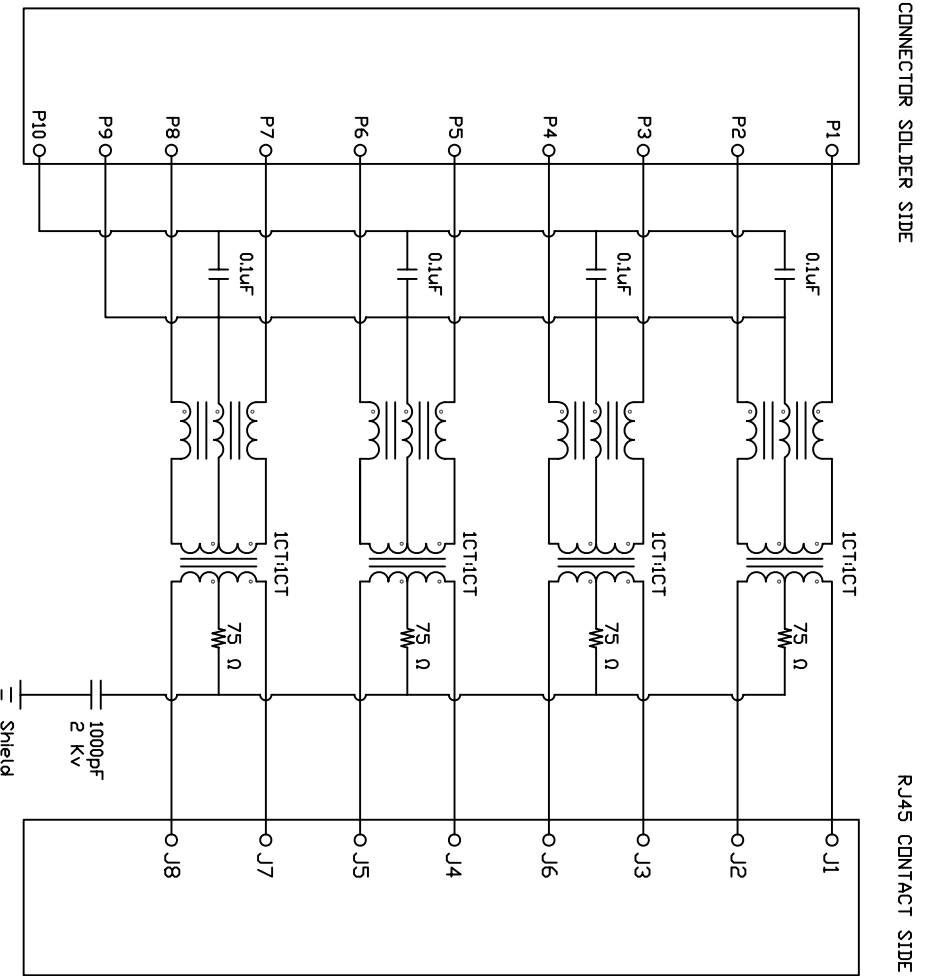 CONNECTOR SOLDER SIDE
RJ45 CONTACT SIDE
P1
0.1uF
1CT:1CT
75 Ω
J1
P2
J2
P3
0.1uF
1CT:1CT
75 Ω
J3
P4
J6
P5
0.1uF
1CT:1CT
75 Ω
J4
P6
J5
P7
0.1uF
1CT:1CT
75 Ω
J7
P8
J8
P9
1000pF
2 Kv
P10
Shield